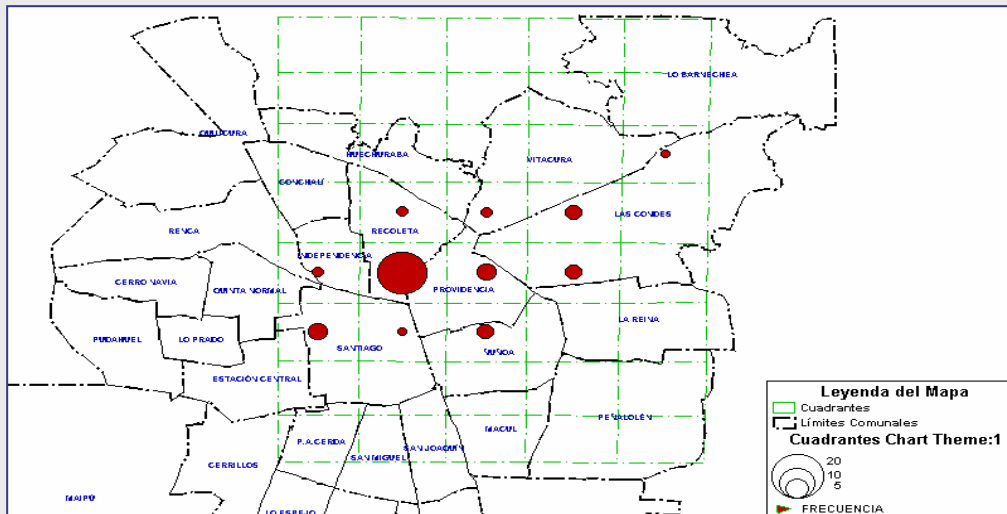 LO BARNECHEA
QUILICURA
HUECHURABA
VITACURA
CONCHALÍ
LAS CONDES
RENCA
RECOLETA
INDEPENDENCIA
CERRO NAVIA
QUINTA NORMAL
PROVIDENCIA
LA REINA
PUDAHUEL
LO PRADO
SANTIAGO
ÑUÑOA
ESTACIÓN CENTRAL
PEÑALOLÉN
MACUL
P.A.CERDA
SAN JOAQUÍN
SAN MIGUEL
CERRILLOS
MAIPÚ
LO ESPEJO
Leyenda del Mapa
Cuadrantes
Límites Comunales
Cuadrantes Chart Theme:1
20
10
5
FRECUENCIA